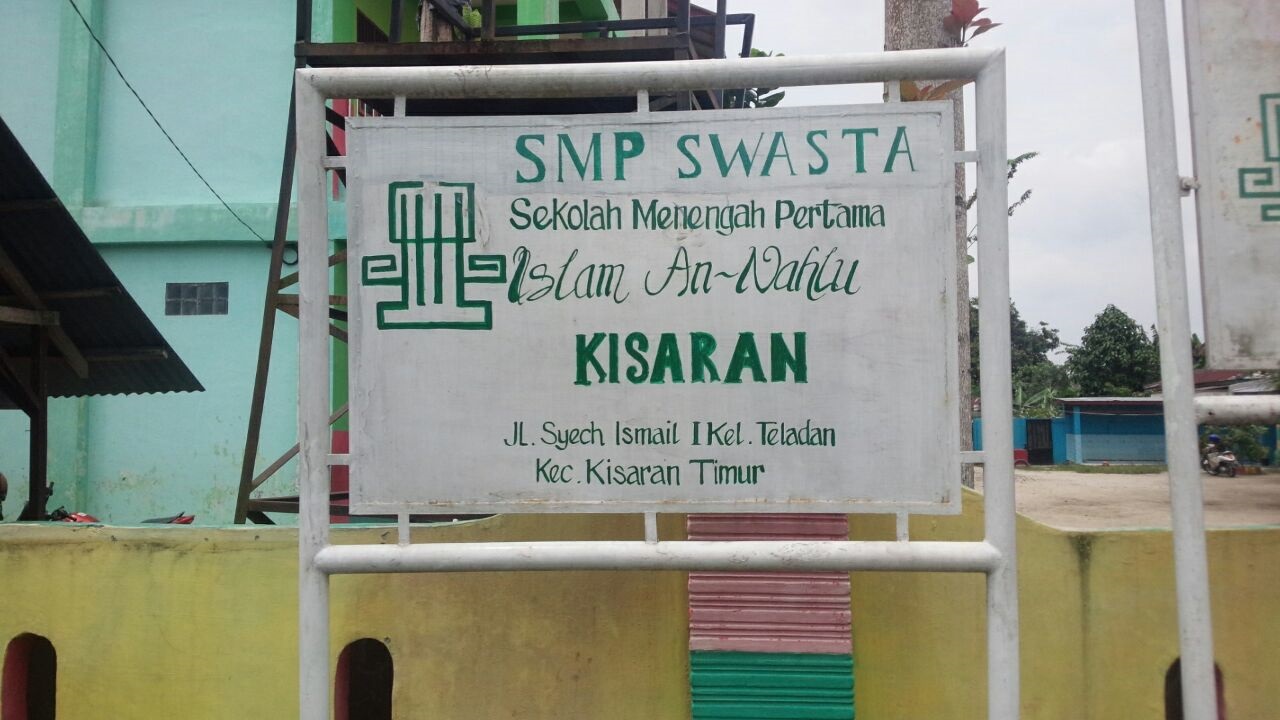 SMP SWASTA
Sekolah Menengah Pertama
Islam An-Nahlu
KISARAN
JL. Syech Ismail I Kel. Teladan
Kec. Kisaran Timur